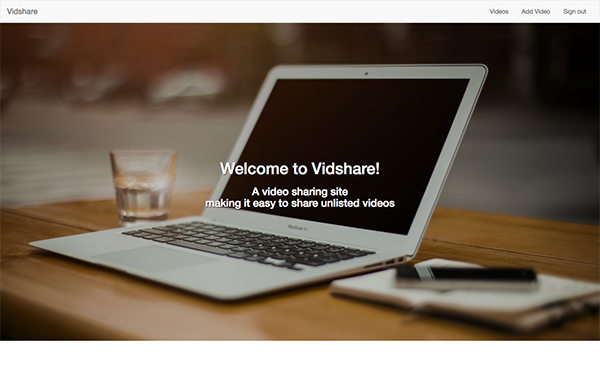 Vidshare
Videos
Add Video
Sign out
Welcome to Vidshare!
A video sharing site
making it easy to share unlisted videos
MacBook Air